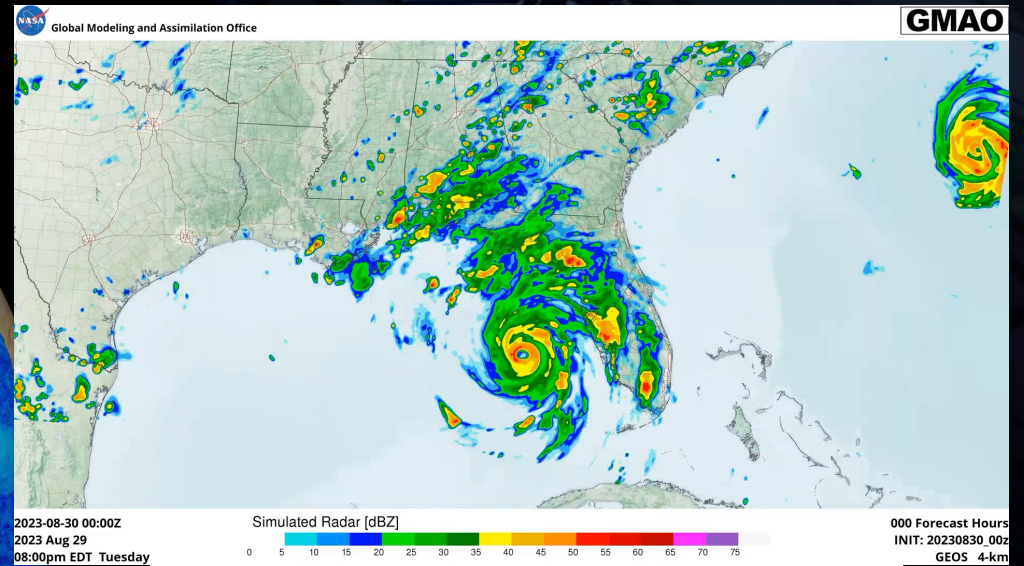 NASA
Global Modeling and Assimilation Office
GMAO
2023-08-30 00:00Z
2023 Aug 29
08:00pm EDT Tuesday
Simulated Radar [dBZ]
0 5 10 15 20 25 30 35 40 45 50 55 60 65 70 75
000 Forecast Hours
INIT: 20230830_00z
GEOS 4-km